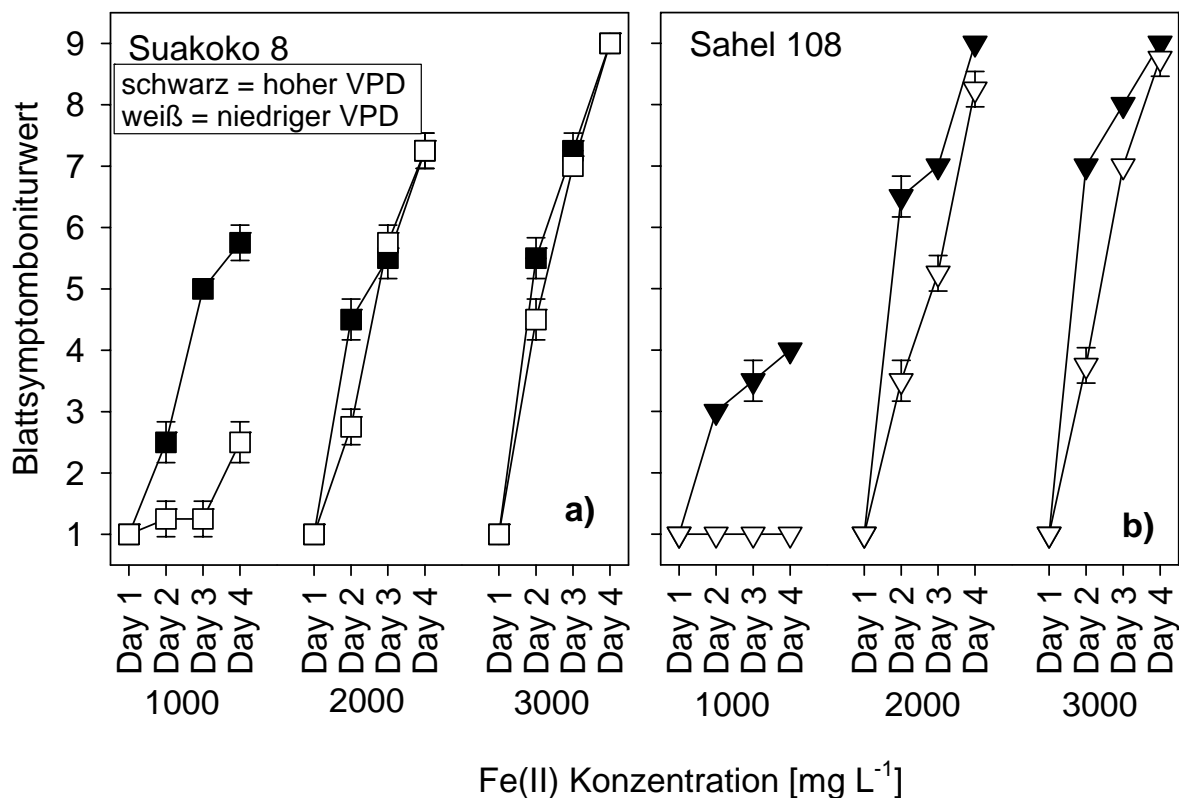 Blattsymptomboniturwert
9
8
7
6
5
4
3
2
1
Suakoko 8
schwarz = hoher VPD
weiß = niedriger VPD
a)
Sahel 108
b)
Day 1
Day 2
Day 3
Day 4
Day 1
Day 2
Day 3
Day 4
Day 1
Day 2
Day 3
Day 4
Day 1
Day 2
Day 3
Day 4
Day 1
Day 2
Day 3
Day 4
Day 1
Day 2
Day 3
Day 4
1000 2000 3000 1000 2000 3000
Fe(II) Konzentration [mg L⁻¹]